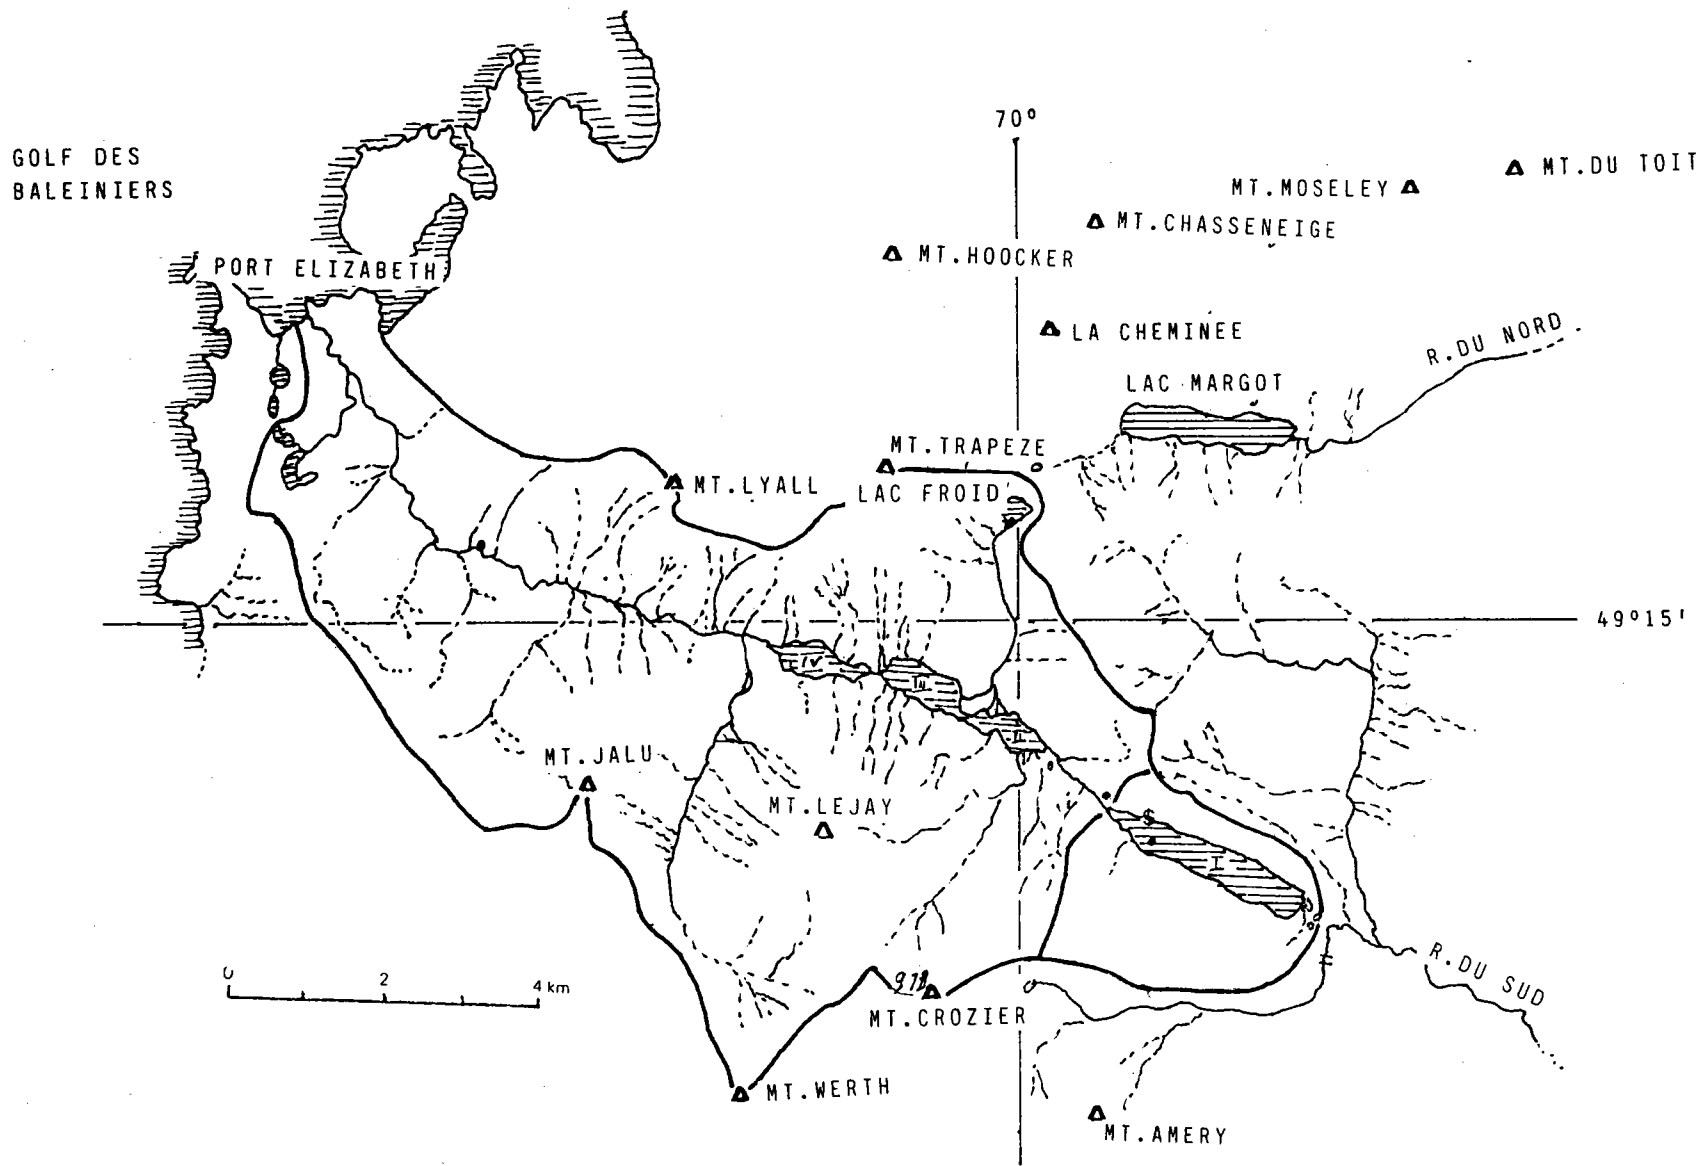 70°
GOLF DES
BALEINIERS
MT. DU TOIT
MT. MOSELEY
MT. CHASSENEIGE
MT. HOOCKER
PORT ELIZABETH
LA CHEMINEE
R. DU NORD
LAC MARGOT
MT. TRAPEZE
MT. LYALL
LAC FROID
49°15'
IV
III
II
MT. JALU
MT. LEJAY
$
I
R. DU SUD
0 2 4 km
MT. CROZIER
MT. WERTH
MT. AMERY